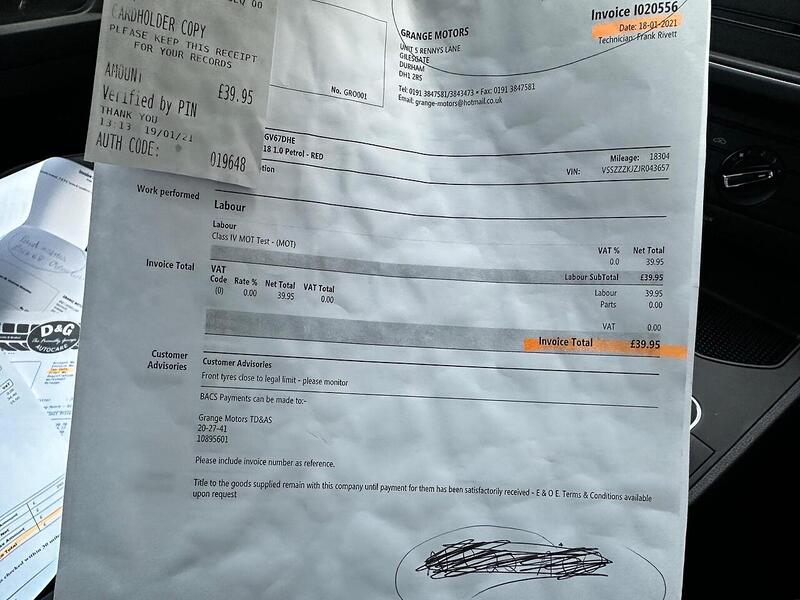 CARDHOLDER COPY
PLEASE KEEP THIS RECEIPT
FOR YOUR RECORDS
AMOUNT
£39.95
Verified by PIN
THANK YOU
13:13 19/01/21
AUTH CODE: 019648
No. GRO001
GRANGE MOTORS
UNIT 5 RENNYS LANE
GILESGATE
DURHAM
DH1 2RS
Tel: 0191 3847581/3843473 • Fax: 0191 3847581
Email: grange-motors@hotmail.co.uk
Invoice I020556
Date: 18-01-2021
Technician: Frank Rivett
GV67DHE
18 1.0 Petrol - RED
Mileage: 18304
VIN: VSSZZZKJZJR043657
Work performed
Labour
Labour
Class IV MOT Test - (MOT)
VAT % Net Total
0.0 39.95
Labour SubTotal £39.95
Invoice Total
VAT Code Rate % Net Total VAT Total
(0) 0.00 39.95 0.00
Labour 39.95
Parts 0.00
VAT 0.00
Invoice Total £39.95
Customer Advisories
Customer Advisories
Front tyres close to legal limit - please monitor
BACS Payments can be made to:-
Grange Motors TD&AS
20-27-41
10895601
Please include invoice number as reference.
Title to the goods supplied remain with this company until payment for them has been satisfactorily received - E & O E. Terms & Conditions available
upon request
D&G
The Friendly Garage
AUTOCARE